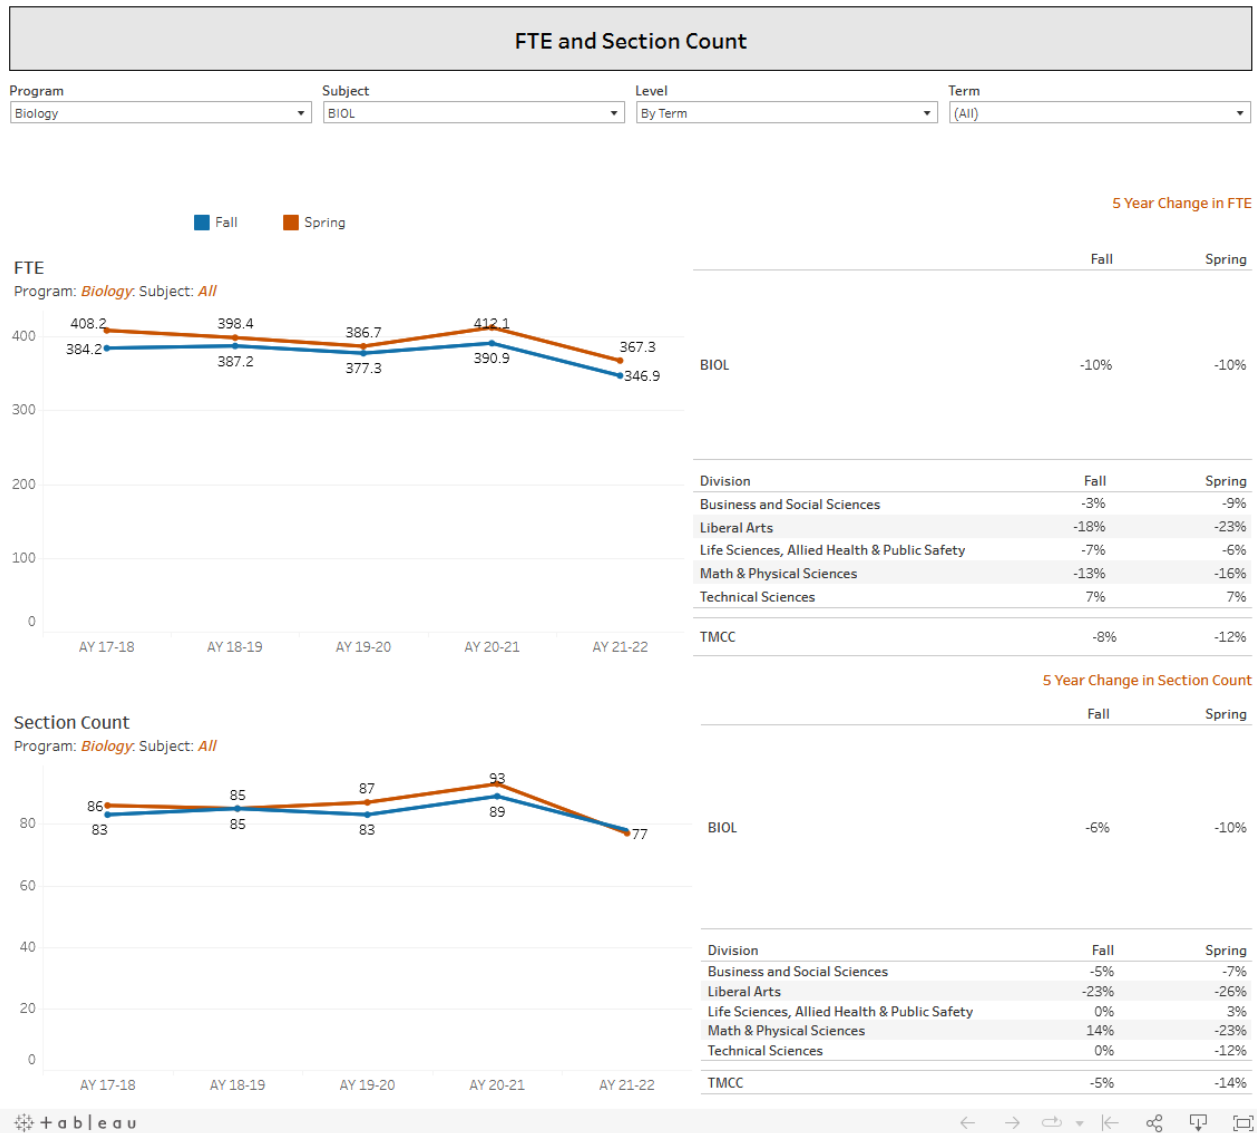 FTE and Section Count
Program Subject Level Term
Biology BIOL By Term (All)
5 Year Change in FTE
Fall Spring
Fall Spring
FTE
Program: Biology: Subject: All
408.2 398.4 386.7 412.1 367.3
384.2 387.2 377.3 390.9 346.9
400
300
200
100
0
AY 17-18 AY 18-19 AY 19-20 AY 20-21 AY 21-22
BIOL -10% -10%
Division Fall Spring
Business and Social Sciences -3% -9%
Liberal Arts -18% -23%
Life Sciences, Allied Health & Public Safety -7% -6%
Math & Physical Sciences -13% -16%
Technical Sciences 7% 7%
TMCC -8% -12%
5 Year Change in Section Count
Fall Spring
Section Count
Program: Biology: Subject: All
86 85 87 93
83 85 83 89 77
80
60
40
20
0
AY 17-18 AY 18-19 AY 19-20 AY 20-21 AY 21-22
BIOL -6% -10%
Division Fall Spring
Business and Social Sciences -5% -7%
Liberal Arts -23% -26%
Life Sciences, Allied Health & Public Safety 0% 3%
Math & Physical Sciences 14% -23%
Technical Sciences 0% -12%
TMCC -5% -14%
+ a b l e a u